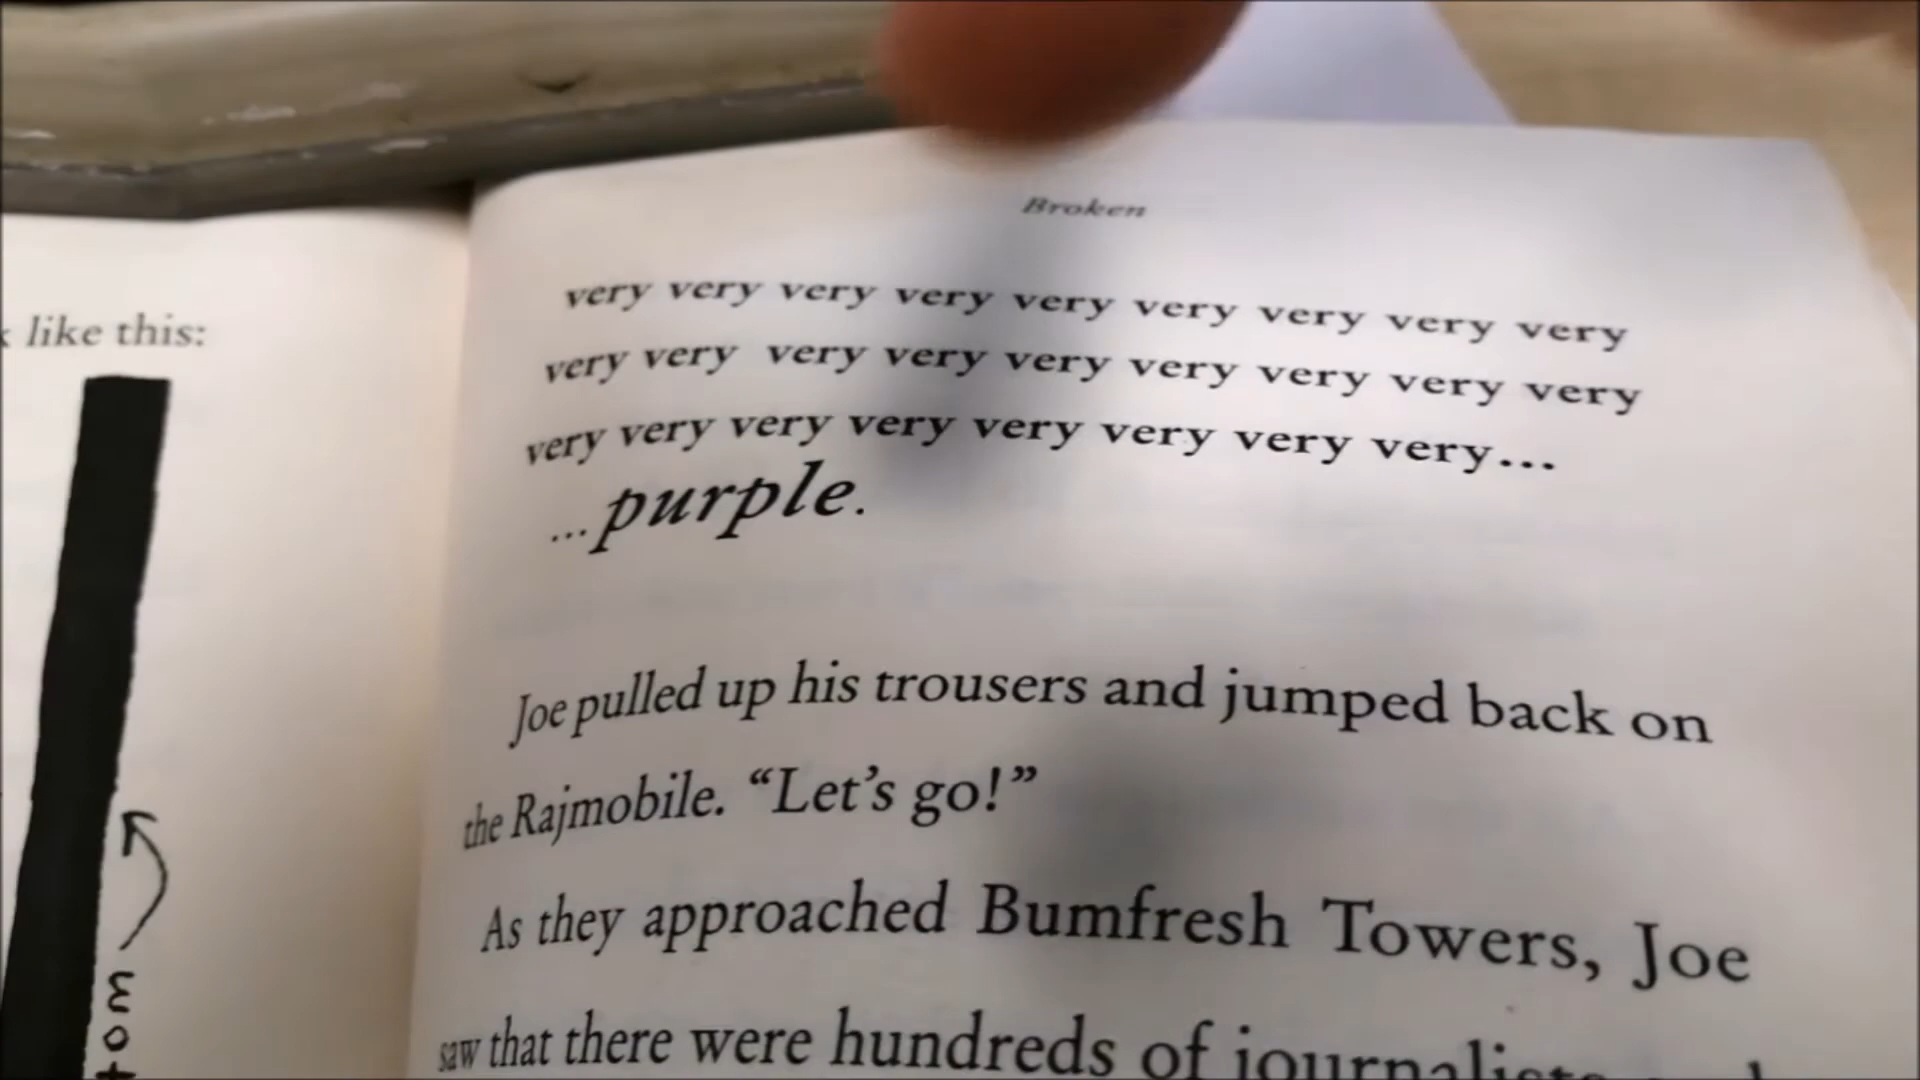 like this:
tom
Broken
very very very very very very very very very
very very very very very very very very very
very very very very very very very very...
...purple.
Joe pulled up his trousers and jumped back on
the Rajmobile. “Let’s go!”
As they approached Bumfresh Towers, Joe
saw that there were hundreds of journalists